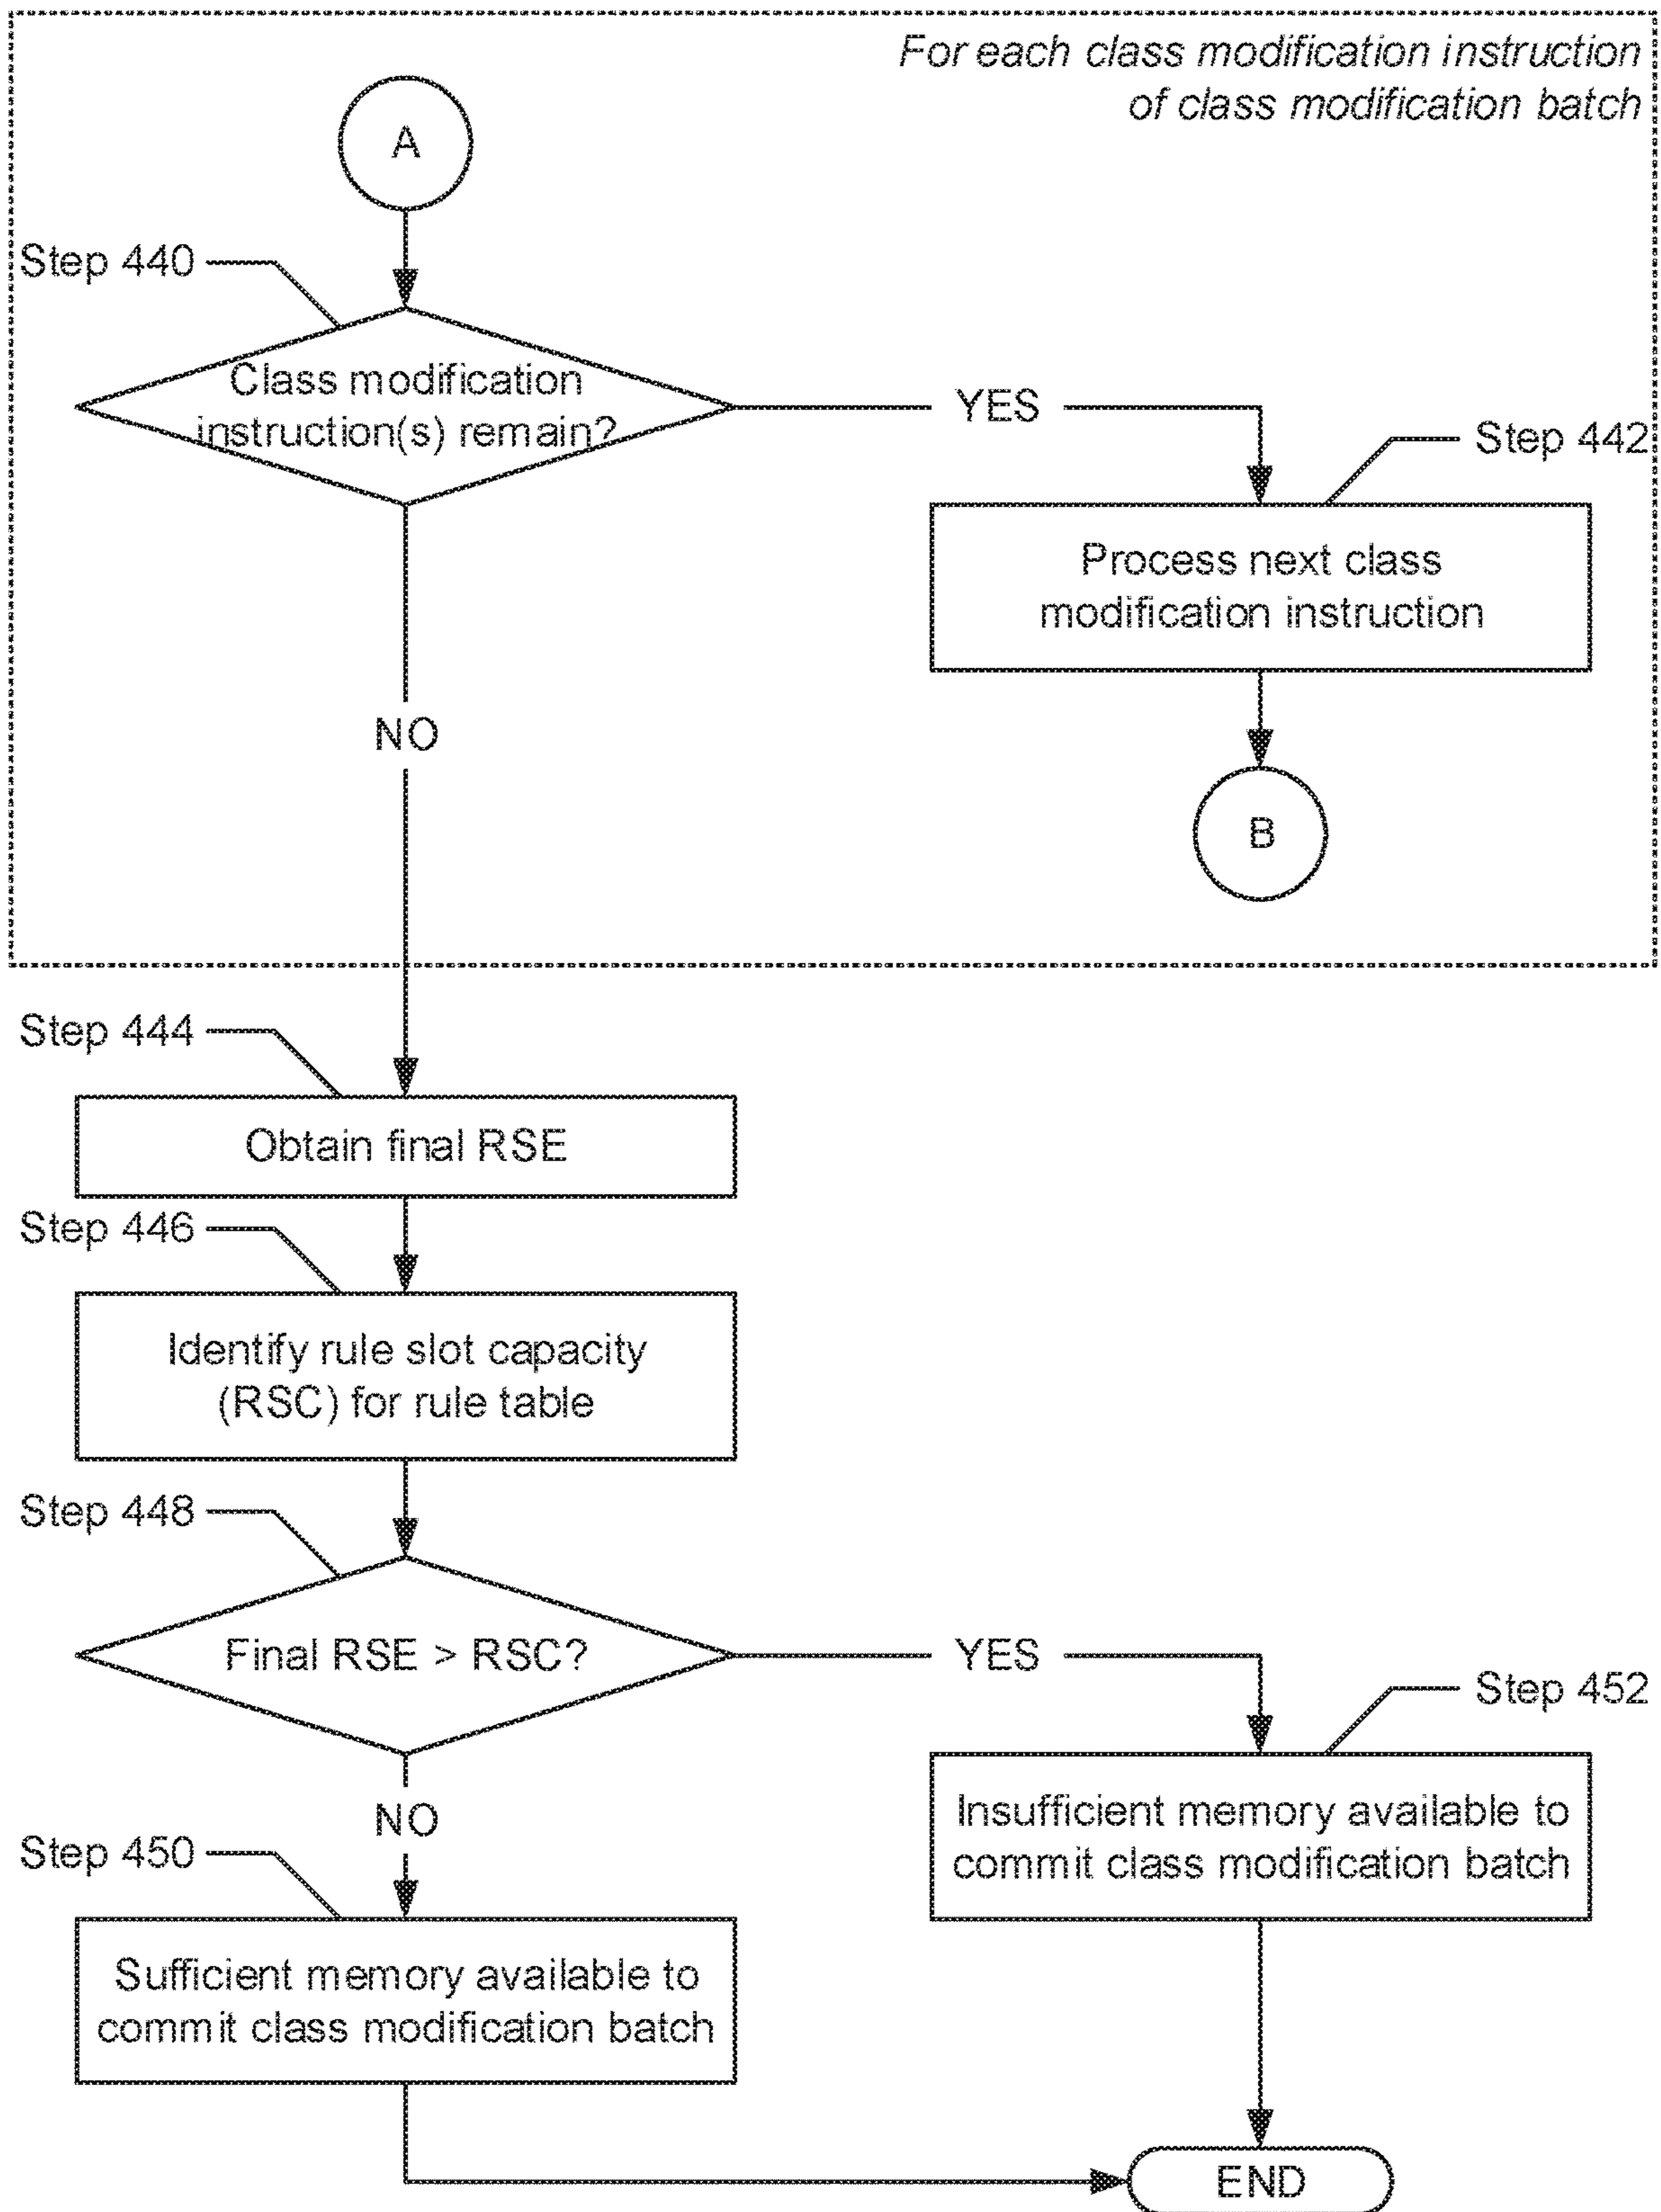 For each class modification instruction
of class modification batch
A
Step 440
Class modification
instruction(s) remain?
YES
Step 442
Process next class
modification instruction
B
NO
Step 444
Obtain final RSE
Step 446
Identify rule slot capacity
(RSC) for rule table
Step 448
Final RSE > RSC?
YES
Step 452
Insufficient memory available to
commit class modification batch
NO
Step 450
Sufficient memory available to
commit class modification batch
END